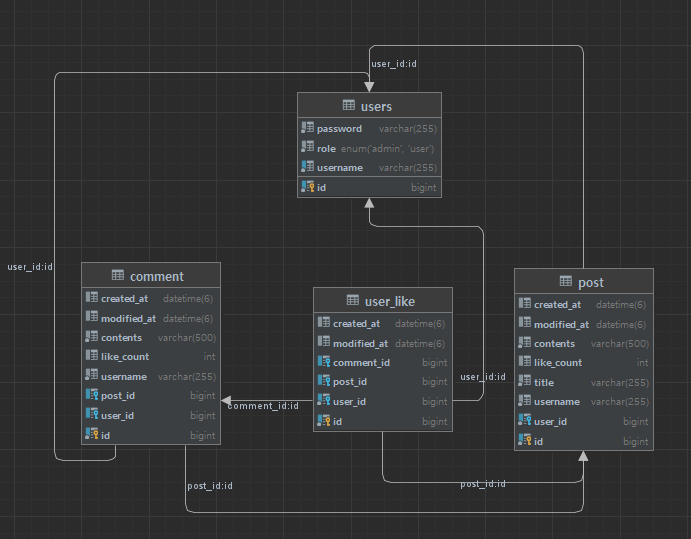 user_id:id
users
password varchar(255)
role enum('admin', 'user')
username varchar(255)
id bigint
user_id:id
comment
created_at datetime(6)
modified_at datetime(6)
contents varchar(500)
like_count int
username varchar(255)
post_id bigint
user_id bigint
id bigint
user_like
created_at datetime(6)
modified_at datetime(6)
comment_id bigint
post_id bigint
user_id bigint
id bigint
post
created_at datetime(6)
modified_at datetime(6)
contents varchar(500)
like_count int
title varchar(255)
username varchar(255)
user_id bigint
id bigint
user_id:id
comment_id:id
post_id:id
post_id:id